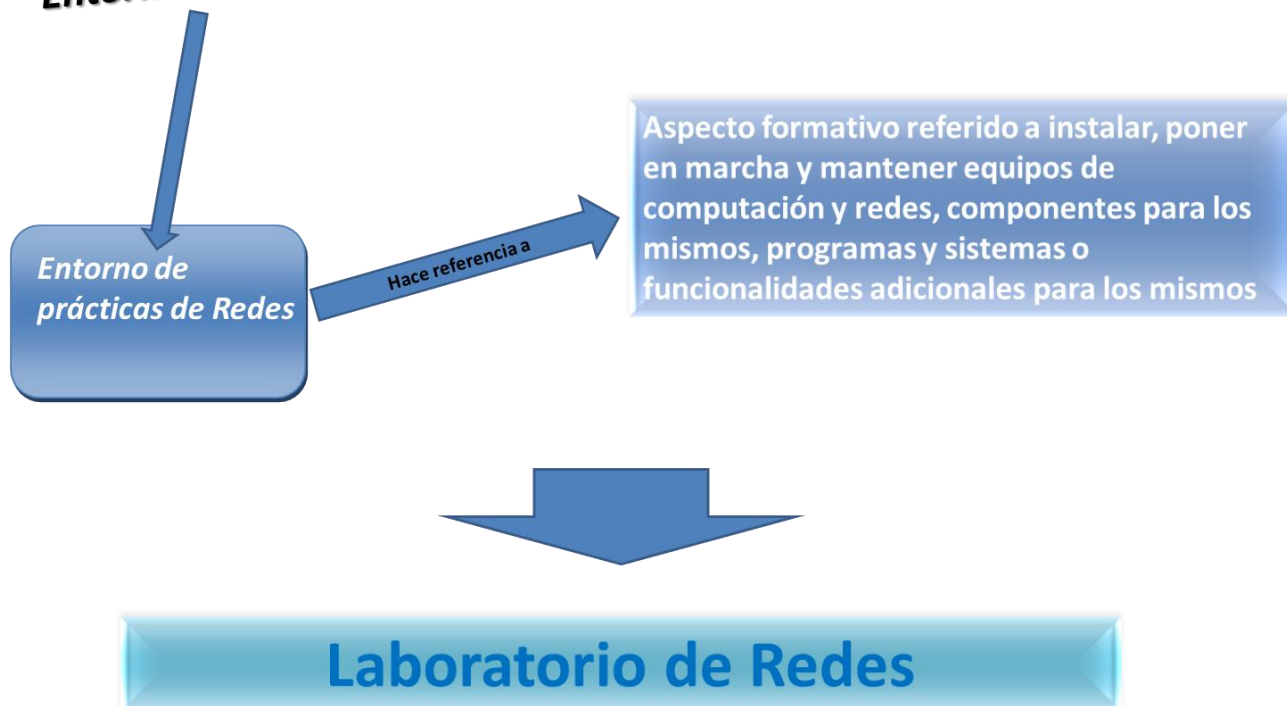 Entorno de
prácticas de Redes
Hace referencia a
Aspecto formativo referido a instalar, poner
en marcha y mantener equipos de
computación y redes, componentes para los
mismos, programas y sistemas o
funcionalidades adicionales para los mismos
Laboratorio de Redes